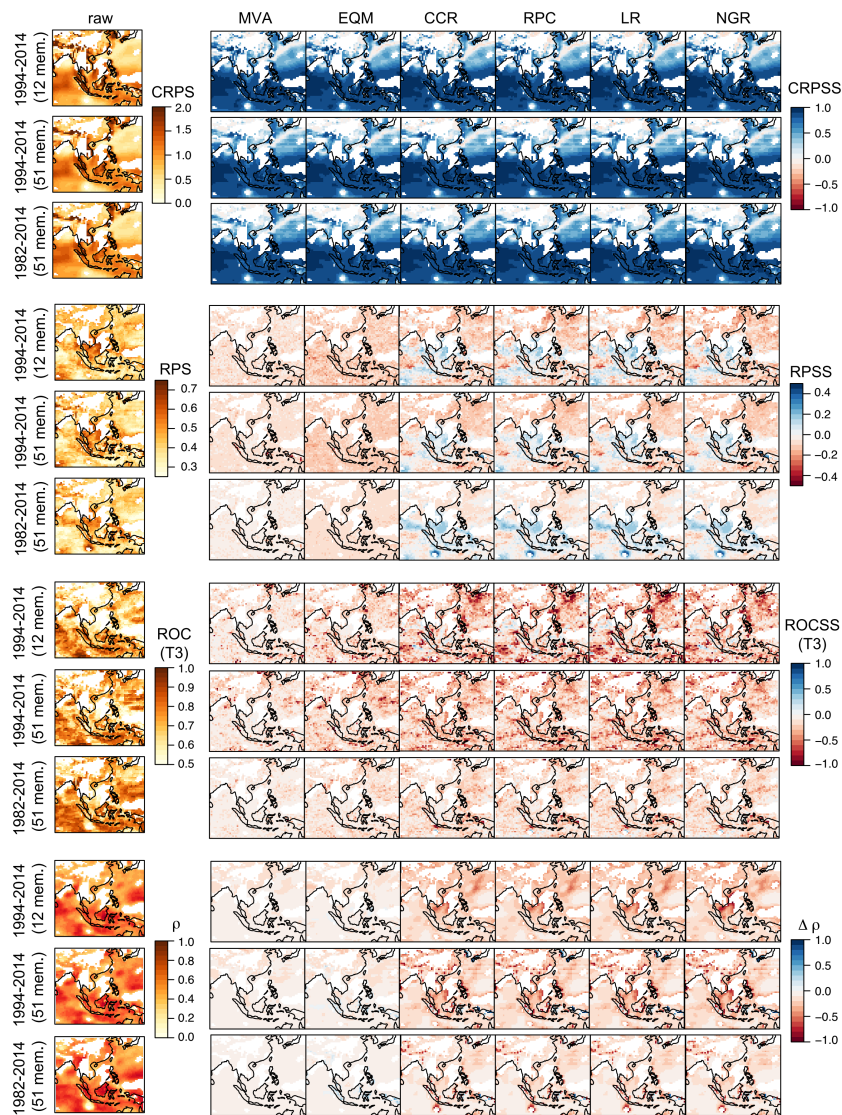 raw MVA EQM CCR RPC LR NGR
1994-2014
(12 mem.)
1994-2014
(51 mem.)
1982-2014
(51 mem.)
CRPS
2.0
1.5
1.0
0.5
0.0
CRPSS
1.0
0.5
0.0
−0.5
−1.0
1994-2014
(12 mem.)
1994-2014
(51 mem.)
1982-2014
(51 mem.)
RPS
0.7
0.6
0.5
0.4
0.3
RPSS
0.4
0.2
0.0
−0.2
−0.4
1994-2014
(12 mem.)
1994-2014
(51 mem.)
1982-2014
(51 mem.)
ROC
(T3)
1.0
0.9
0.8
0.7
0.6
0.5
ROCSS
(T3)
1.0
0.5
0.0
−0.5
−1.0
1994-2014
(12 mem.)
1994-2014
(51 mem.)
1982-2014
(51 mem.)
ρ
1.0
0.8
0.6
0.4
0.2
0.0
Δ ρ
1.0
0.5
0.0
−0.5
−1.0